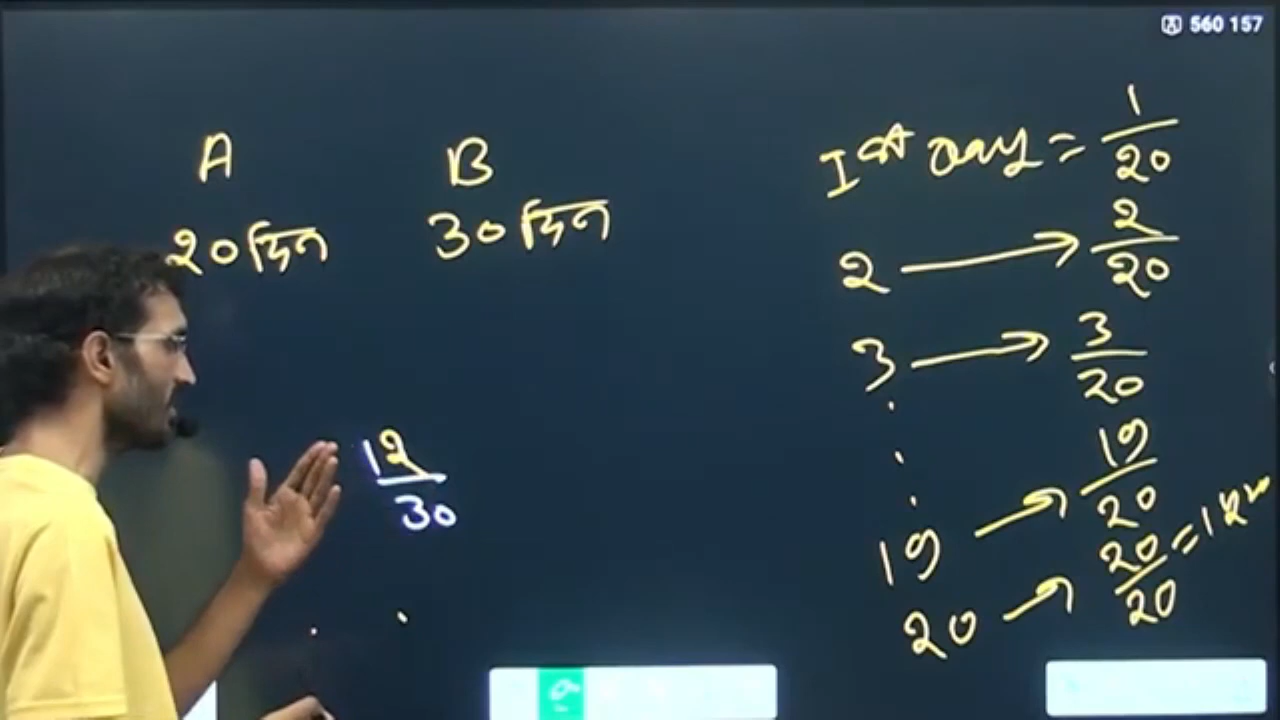 560 157
A B
20 दिन 30 दिन
12/30
Ist day = 1/20
2 → 2/20
3 → 3/20
.
.
.
19 → 19/20
20 → 20/20 = 1